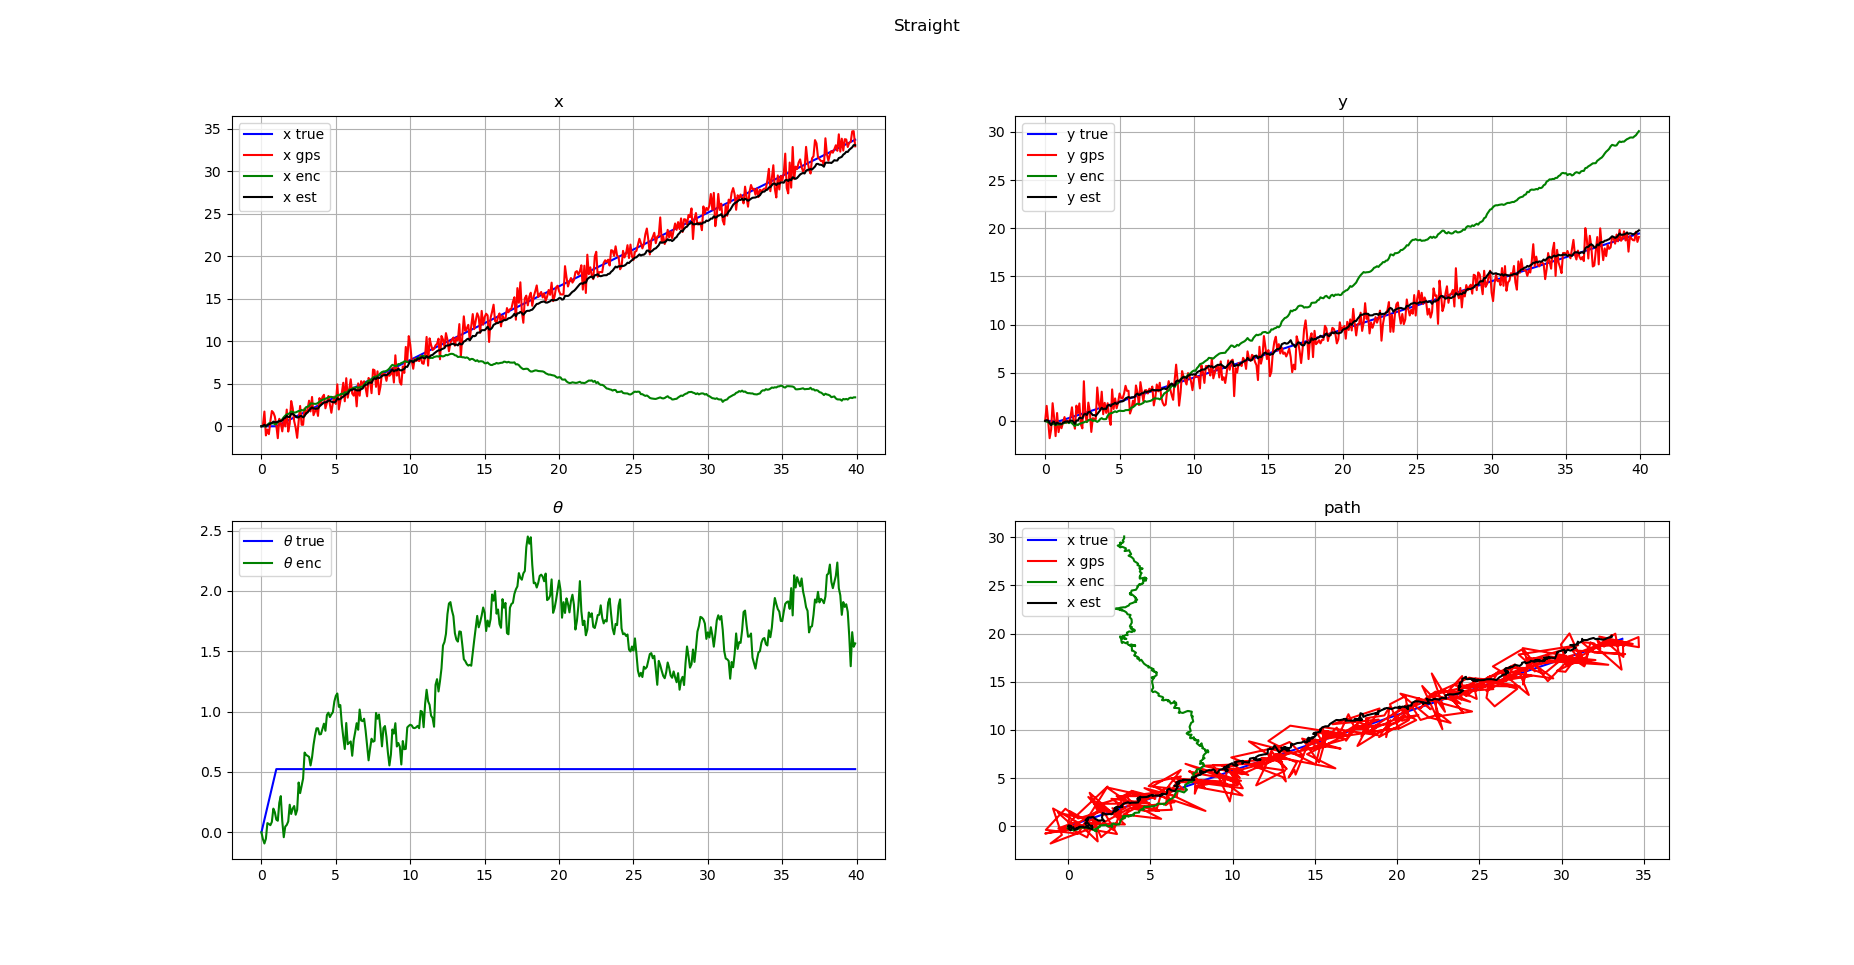 Straight
x
x true
x gps
x enc
x est
35
30
25
20
15
10
5
0
0 5 10 15 20 25 30 35 40
y
y true
y gps
y enc
y est
30
25
20
15
10
5
0
0 5 10 15 20 25 30 35 40
θ
θ true
θ enc
2.5
2.0
1.5
1.0
0.5
0.0
0 5 10 15 20 25 30 35 40
path
x true
x gps
x enc
x est
30
25
20
15
10
5
0
0 5 10 15 20 25 30 35